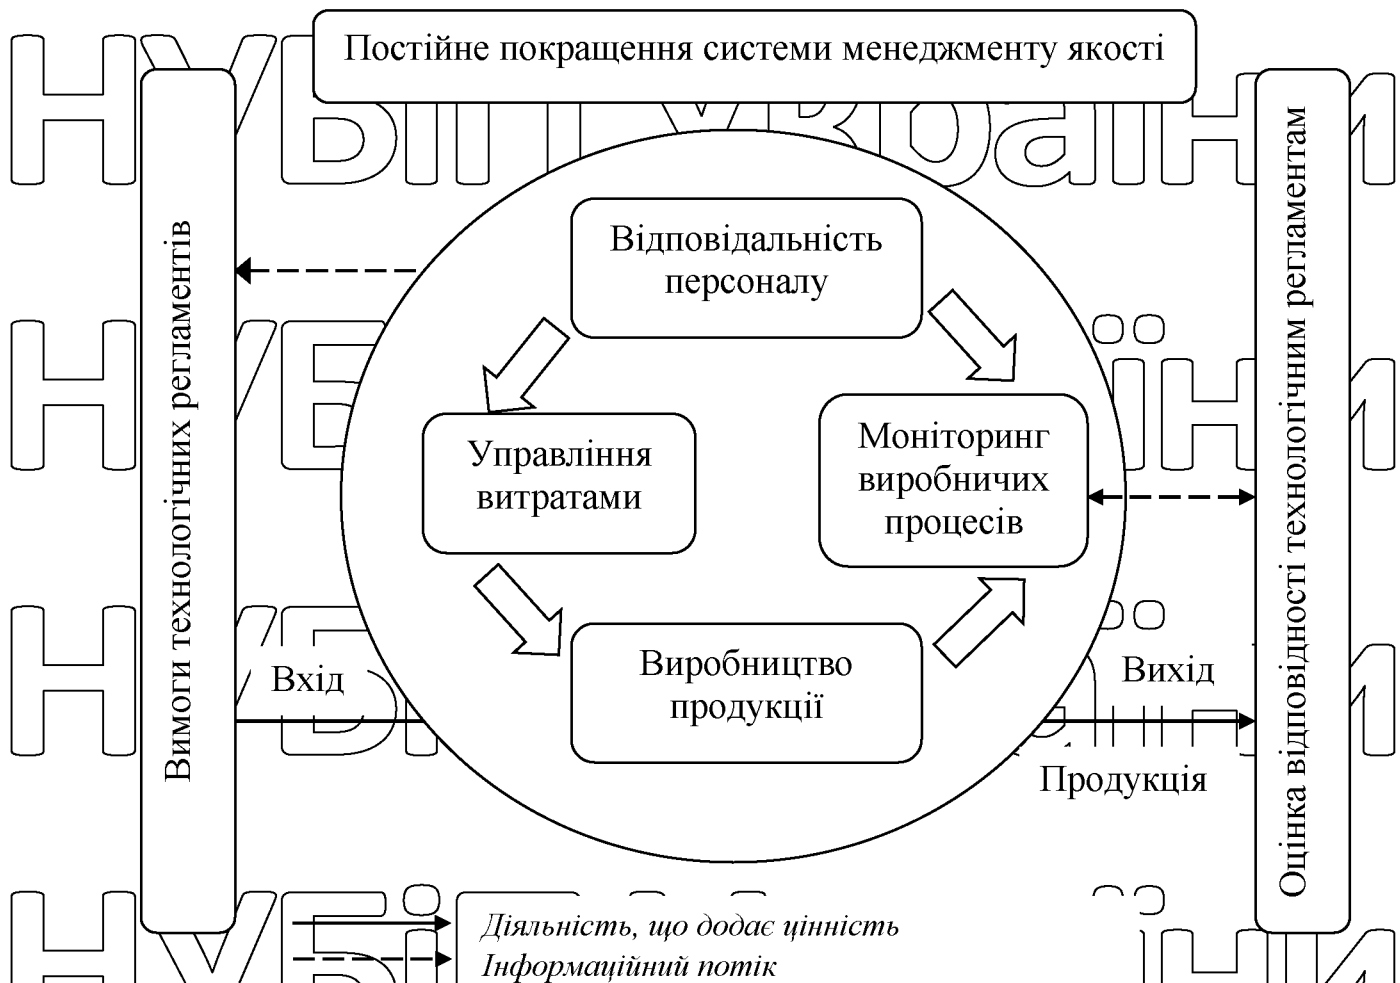 Постійне покращення системи менеджменту якості
Вимоги технологічних регламентів
Відповідальність
персоналу
Управління
витратами
Моніторинг
виробничих
процесів
Виробництво
продукції
Вхід
Вихід
Продукція
Оцінка відповідності технологічним регламентам
Діяльність, що додає цінність
Інформаційний потік